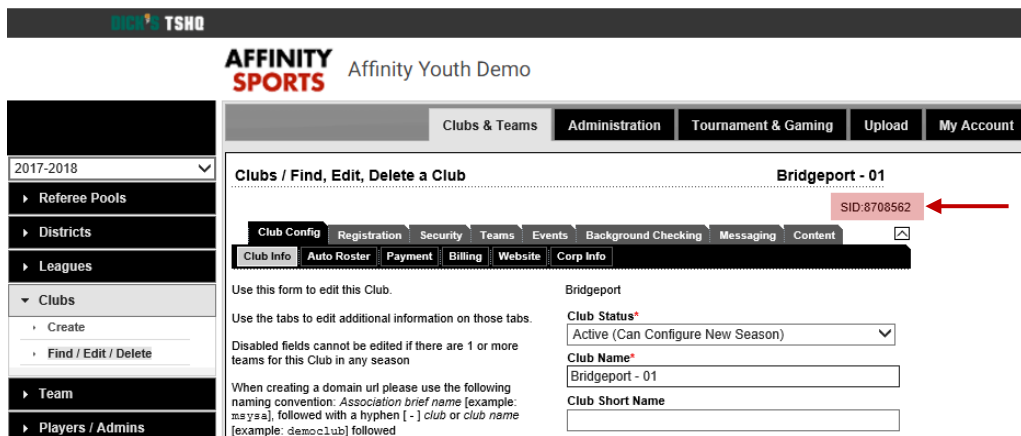 DICK'S TSHQ
AFFINITY
SPORTS
Affinity Youth Demo
Clubs & Teams
Administration
Tournament & Gaming
Upload
My Account
2017-2018
Referee Pools
Districts
Leagues
Clubs
Create
Find / Edit / Delete
Team
Players / Admins
Clubs / Find, Edit, Delete a Club
Bridgeport - 01
SID:8708562
Club Config
Registration
Security
Teams
Events
Background Checking
Messaging
Content
Club Info
Auto Roster
Payment
Billing
Website
Corp Info
Use this form to edit this Club.
Use the tabs to edit additional information on those tabs.
Disabled fields cannot be edited if there are 1 or more
teams for this Club in any season
When creating a domain url please use the following
naming convention: Association brief name [example:
msysa], followed with a hyphen [ - ] club or club name
[example: democlub] followed
Bridgeport
Club Status*
Active (Can Configure New Season)
Club Name*
Bridgeport - 01
Club Short Name